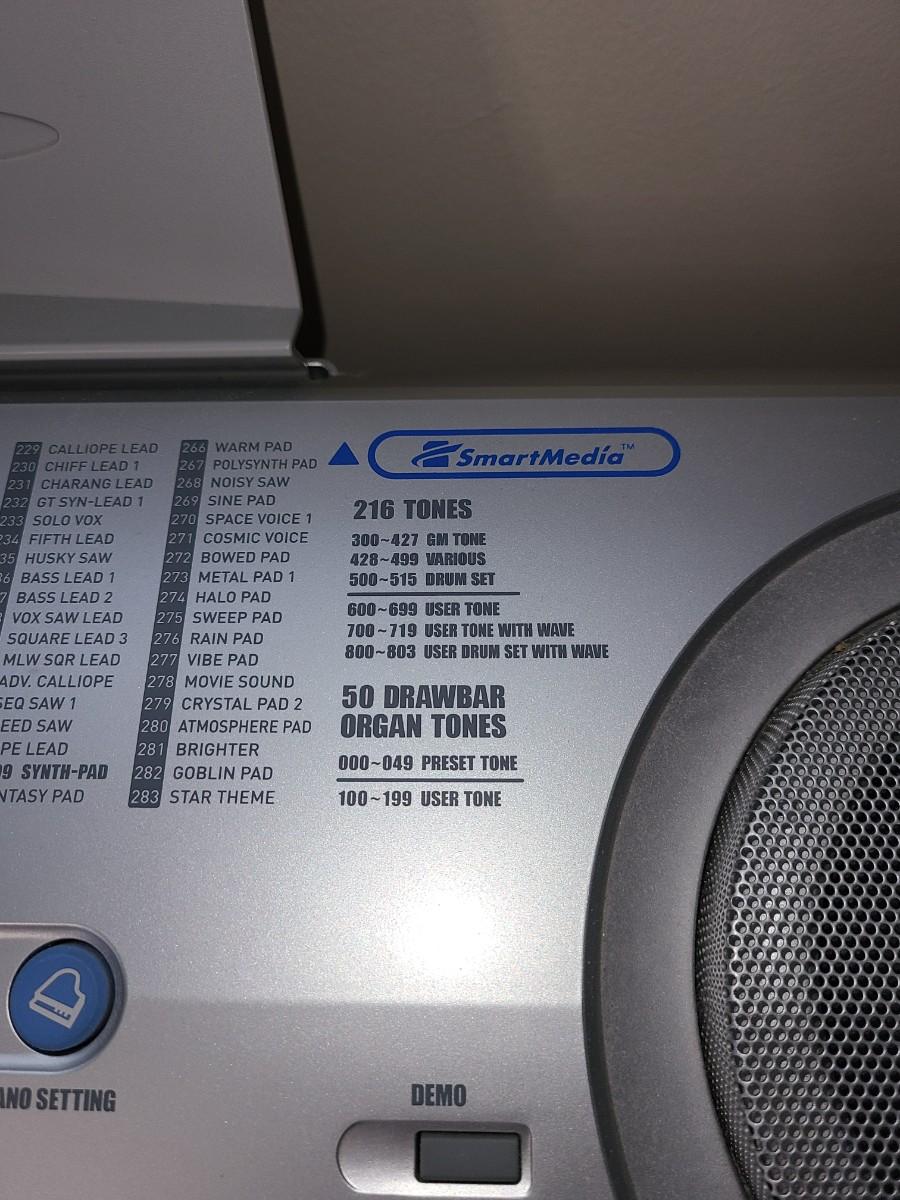 229 CALLIOPE LEAD
230 CHIFF LEAD 1
231 CHARANG LEAD
232 GT SYN-LEAD 1
233 SOLO VOX
234 FIFTH LEAD
35 HUSKY SAW
6 BASS LEAD 1
7 BASS LEAD 2
VOX SAW LEAD
SQUARE LEAD 3
MLW SQR LEAD
ADV. CALLIOPE
SEQ SAW 1
EED SAW
PE LEAD
99 SYNTH-PAD
NTASY PAD
266 WARM PAD
267 POLYSYNTH PAD
268 NOISY SAW
269 SINE PAD
270 SPACE VOICE 1
271 COSMIC VOICE
272 BOWED PAD
273 METAL PAD 1
274 HALO PAD
275 SWEEP PAD
276 RAIN PAD
277 VIBE PAD
278 MOVIE SOUND
279 CRYSTAL PAD 2
280 ATMOSPHERE PAD
281 BRIGHTER
282 GOBLIN PAD
283 STAR THEME
SmartMedia™
216 TONES
300~427 GM TONE
428~499 VARIOUS
500~515 DRUM SET
600~699 USER TONE
700~719 USER TONE WITH WAVE
800~803 USER DRUM SET WITH WAVE
50 DRAWBAR
ORGAN TONES
000~049 PRESET TONE
100~199 USER TONE
ANO SETTING
DEMO